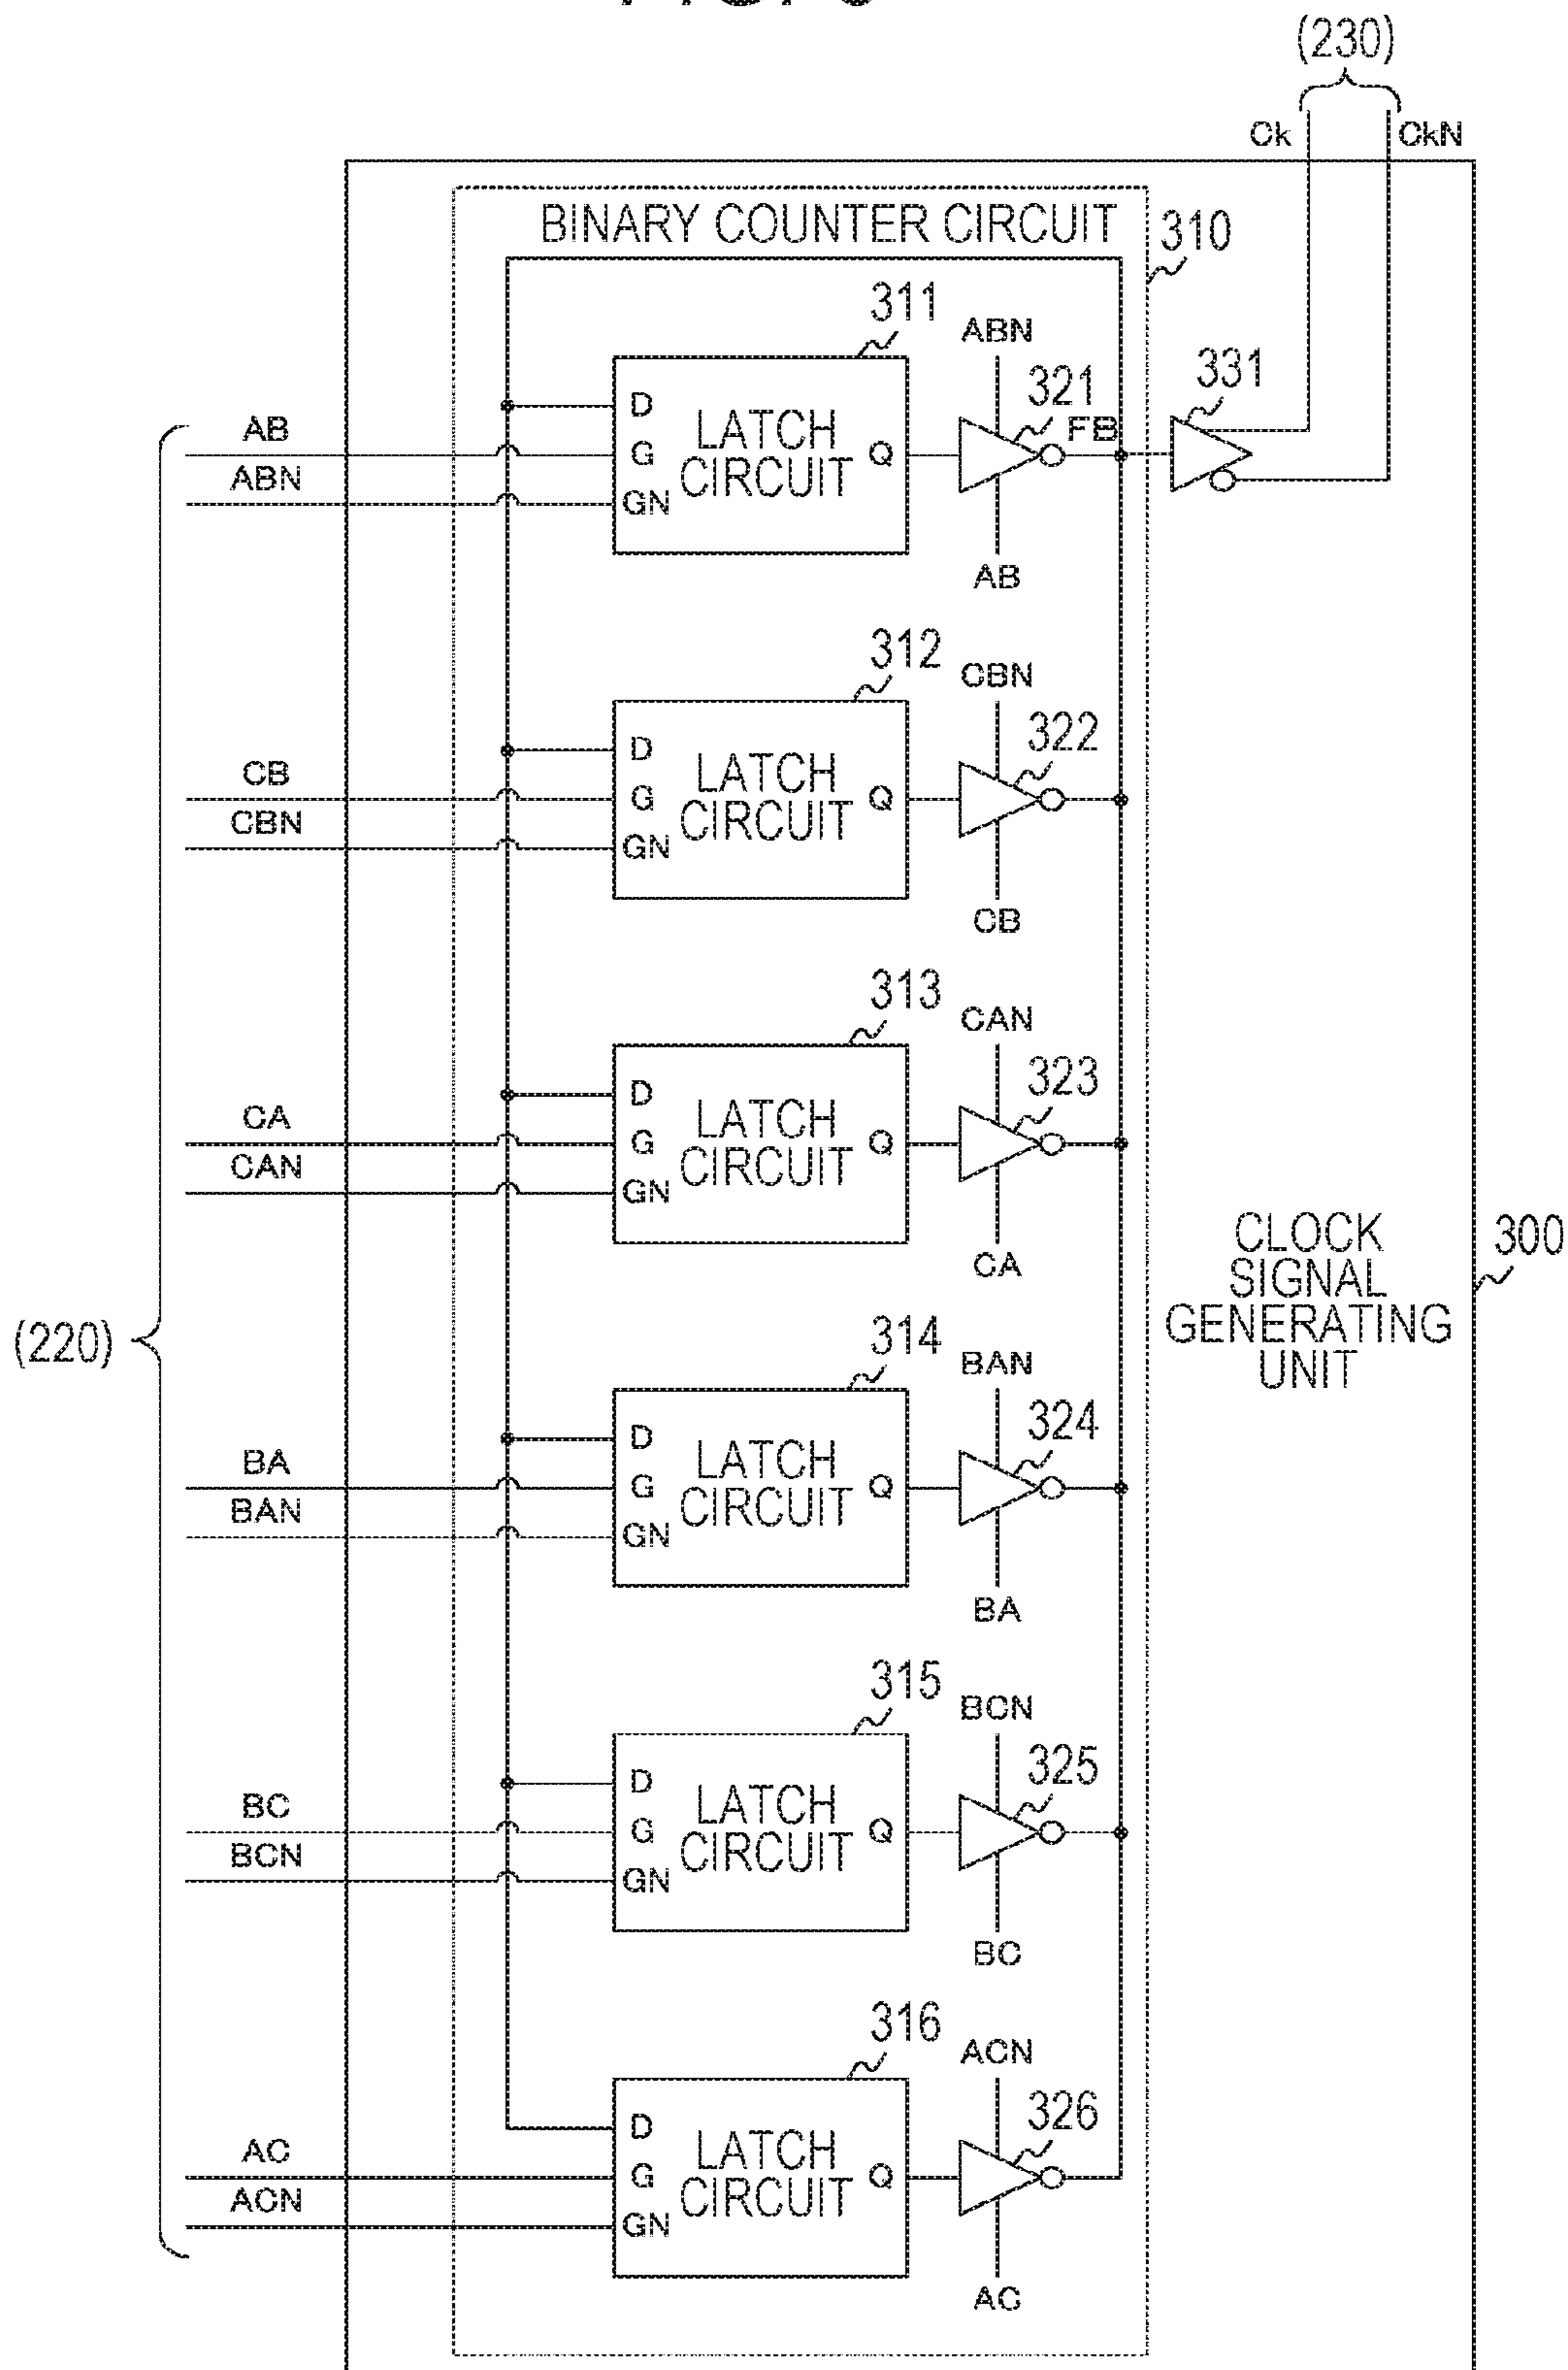 (230)
Ck
CkN
BINARY COUNTER CIRCUIT
310
311
ABN
321
FB
331
AB
ABN
D
G
GN
LATCH
CIRCUIT
Q
AB
312
CBN
322
CB
CBN
D
G
GN
LATCH
CIRCUIT
Q
CB
313
CAN
323
CA
CAN
D
G
GN
LATCH
CIRCUIT
Q
CA
CLOCK
SIGNAL
GENERATING
UNIT
300
(220)
314
BAN
324
BA
BAN
D
G
GN
LATCH
CIRCUIT
Q
BA
315
BCN
325
BC
BCN
D
G
GN
LATCH
CIRCUIT
Q
BC
316
ACN
326
AC
ACN
D
G
GN
LATCH
CIRCUIT
Q
AC